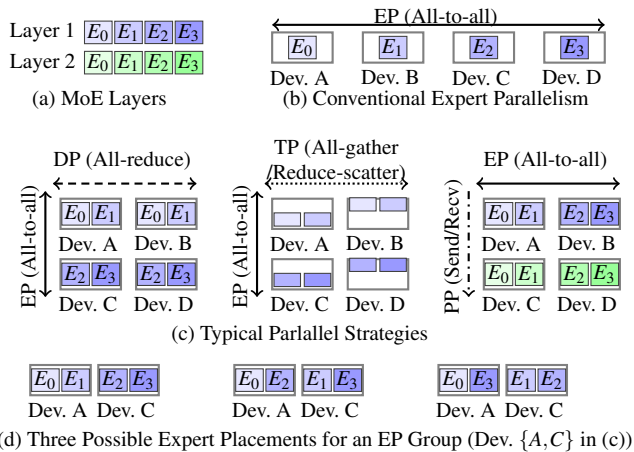 Layer 1 E0 E1 E2 E3
Layer 2 E0 E1 E2 E3
(a) MoE Layers
EP (All-to-all)
E0 E1 E2 E3
Dev. A Dev. B Dev. C Dev. D
(b) Conventional Expert Parallelism
DP (All-reduce)
EP (All-to-all)
E0 E1 E0 E1
Dev. A Dev. B
E2 E3 E2 E3
Dev. C Dev. D
TP (All-gather
/Reduce-scatter)
EP (All-to-all)
Dev. A Dev. B
Dev. C Dev. D
EP (All-to-all)
PP (Send/Recv)
E0 E1 E2 E3
Dev. A Dev. B
E0 E1 E2 E3
Dev. C Dev. D
(c) Typical Parlallel Strategies
E0 E1 E2 E3 E0 E2 E1 E3 E0 E3 E1 E2
Dev. A Dev. C Dev. A Dev. C Dev. A Dev. C
(d) Three Possible Expert Placements for an EP Group (Dev. {A,C} in (c))